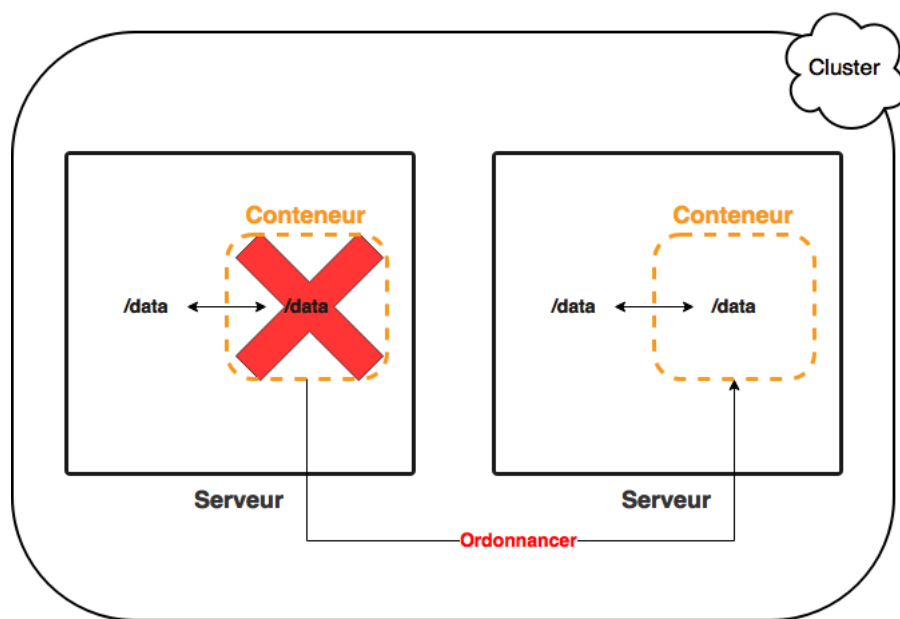 Cluster
Conteneur
Conteneur
/data
/data
/data
/data
Serveur
Serveur
Ordonnancer